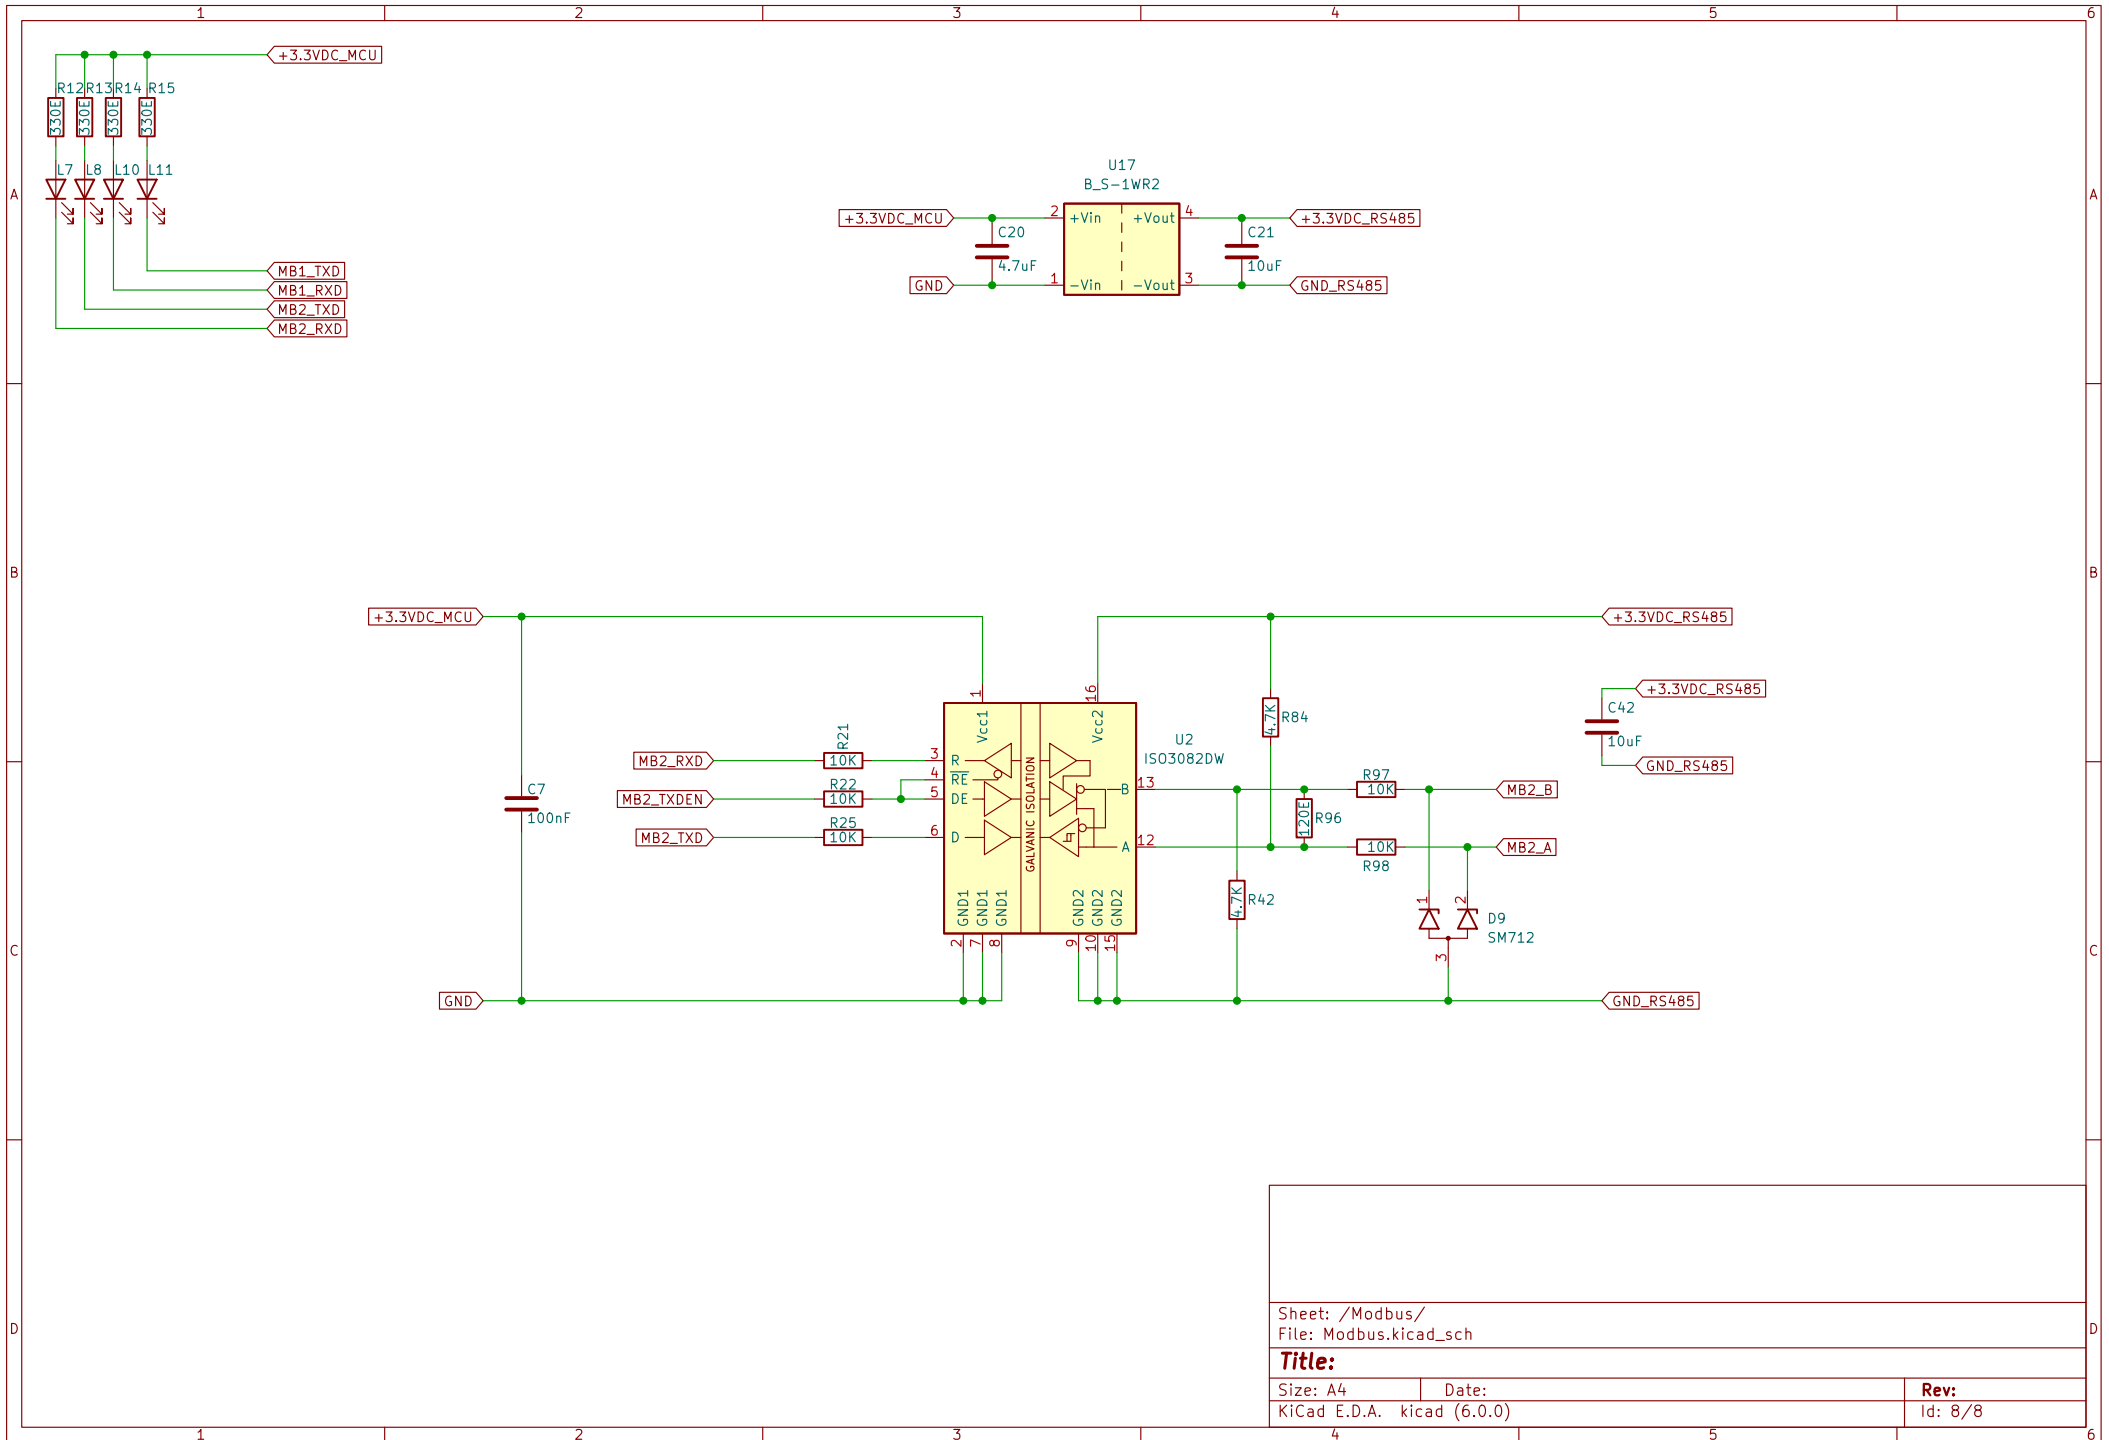 1 2 3 4 5 6
+3.3VDC_MCU
R12 R13 R14 R15
330E 330E 330E 330E
L7 L8 L10 L11
MB1_TXD
MB1_RXD
MB2_TXD
MB2_RXD
A A
U17
B_S-1WR2
+3.3VDC_MCU 2 +Vin +Vout 4 +3.3VDC_RS485
C20 C21
4.7uF 10uF
GND 1 -Vin -Vout 3 GND_RS485
B B
+3.3VDC_MCU +3.3VDC_RS485
1 16
Vcc1 Vcc2
4.7K R84
+3.3VDC_RS485
C42
10uF
GND_RS485
U2
ISO3082DW
R21
MB2_RXD 10K 3 R
4 RE
R22
MB2_TXDEN 10K 5 DE
R25
MB2_TXD 10K 6 D
GALVANIC ISOLATION
C7
100nF
R97
B 13 10K MB2_B
120E R96
A 12 10K MB2_A
R98
GND1 GND1 GND1 GND2 GND2 GND2
2 7 8 9 10 15
4.7K R42
1 2
D9
SM712
3
C C
GND GND_RS485
D D
Sheet: /Modbus/
File: Modbus.kicad_sch
Title:
Size: A4 Date: Rev:
KiCad E.D.A. kicad (6.0.0) Id: 8/8
1 2 3 4 5 6